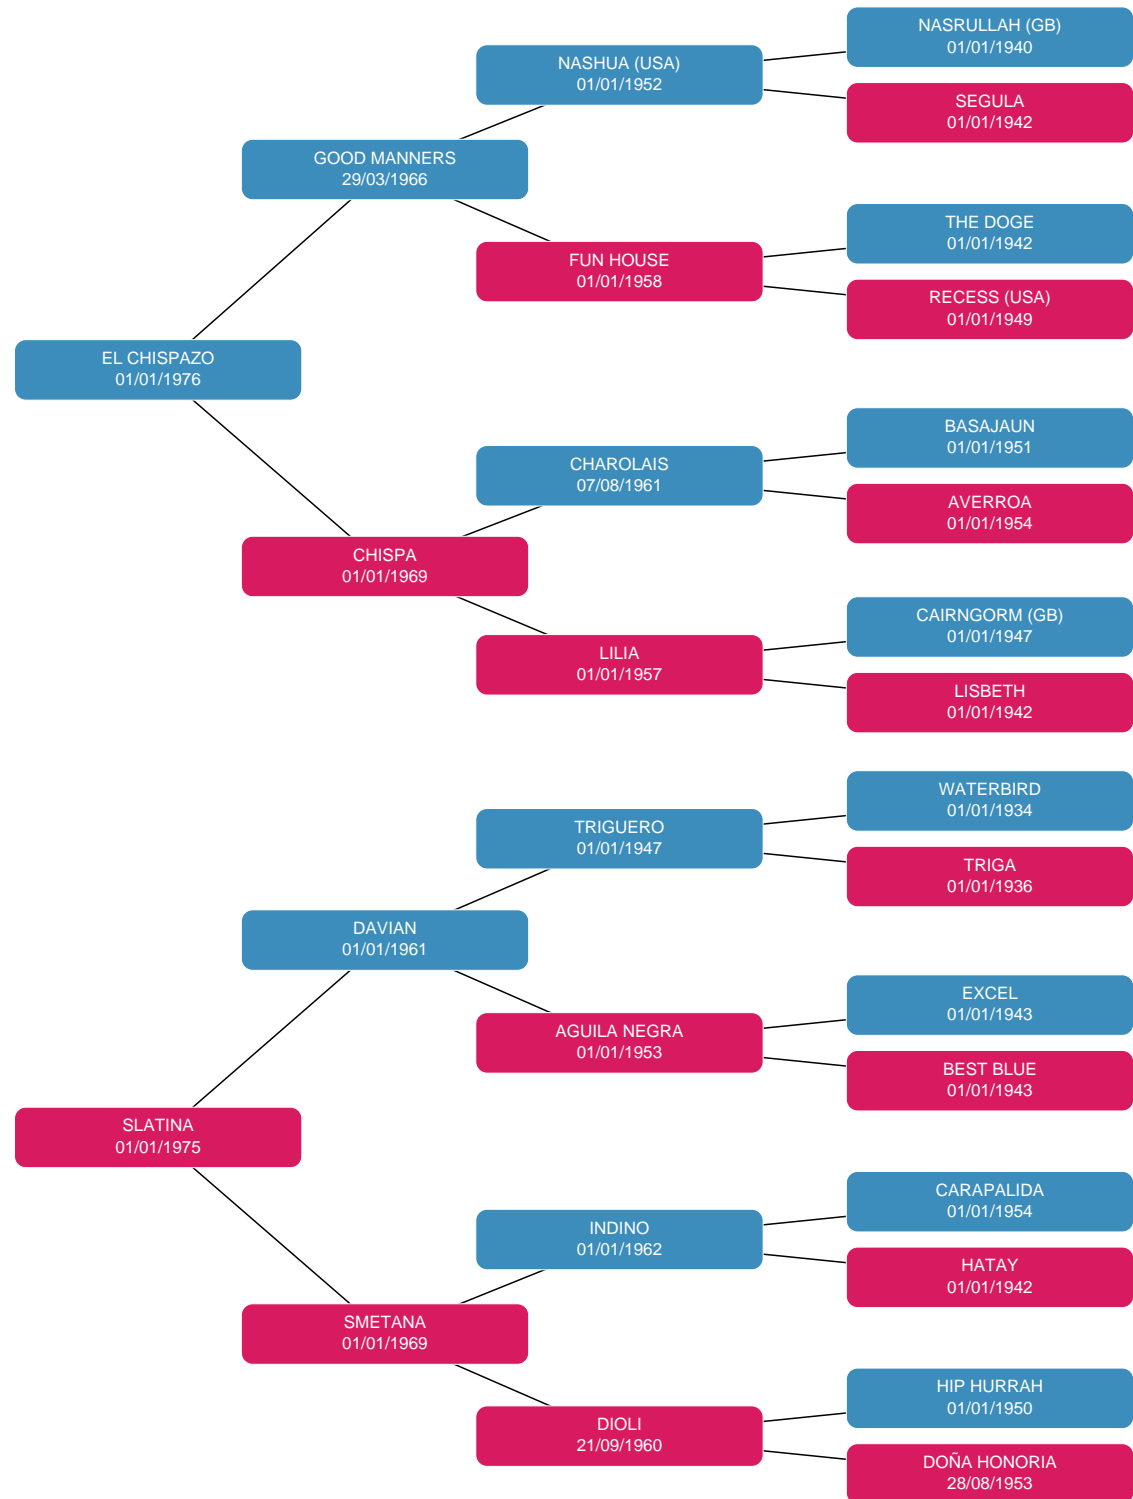 NASRULLAH (GB)
01/01/1940
NASHUA (USA)
01/01/1952
SEGULA
01/01/1942
GOOD MANNERS
29/03/1966
THE DOGE
01/01/1942
FUN HOUSE
01/01/1958
RECESS (USA)
01/01/1949
EL CHISPAZO
01/01/1976
BASAJAUN
01/01/1951
CHAROLAIS
07/08/1961
AVERROA
01/01/1954
CHISPA
01/01/1969
CAIRNGORM (GB)
01/01/1947
LILIA
01/01/1957
LISBETH
01/01/1942
WATERBIRD
01/01/1934
TRIGUERO
01/01/1947
TRIGA
01/01/1936
DAVIAN
01/01/1961
EXCEL
01/01/1943
AGUILA NEGRA
01/01/1953
BEST BLUE
01/01/1943
SLATINA
01/01/1975
CARAPALIDA
01/01/1954
INDINO
01/01/1962
HATAY
01/01/1942
SMETANA
01/01/1969
HIP HURRAH
01/01/1950
DIOLI
21/09/1960
DOÑA HONORIA
28/08/1953